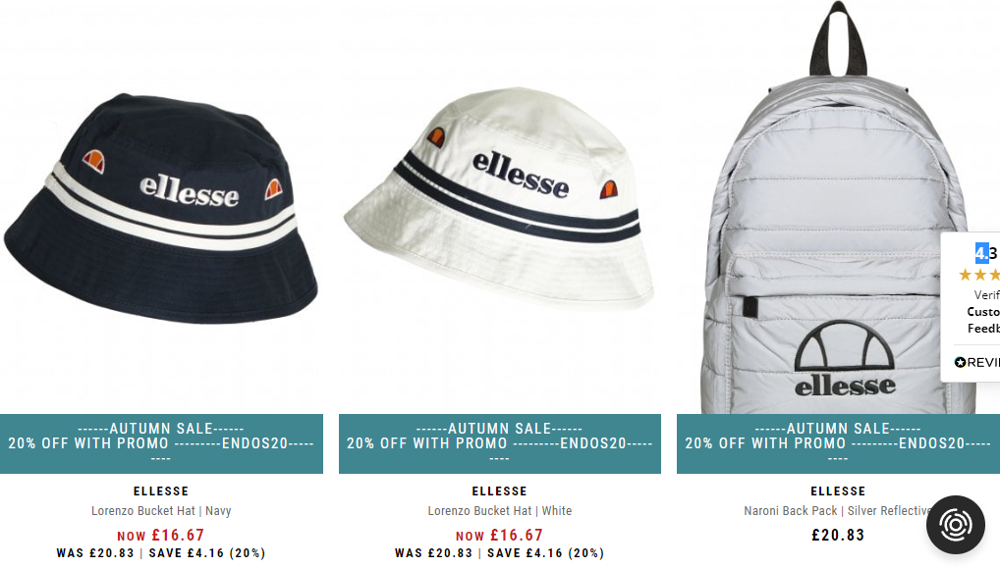 ellesse
ellesse
ellesse
4.3
Custo
REVI
------AUTUMN SALE------
20% OFF WITH PROMO ---------ENDOS20-----
----
------AUTUMN SALE------
20% OFF WITH PROMO ---------ENDOS20-----
----
------AUTUMN SALE------
20% OFF WITH PROMO ---------ENDOS20-----
----
ELLESSE
Lorenzo Bucket Hat | Navy
NOW £16.67
WAS £20.83 | SAVE £4.16 (20%)
ELLESSE
Lorenzo Bucket Hat | White
NOW £16.67
WAS £20.83 | SAVE £4.16 (20%)
ELLESSE
Naroni Back Pack | Silver Reflective
£20.83